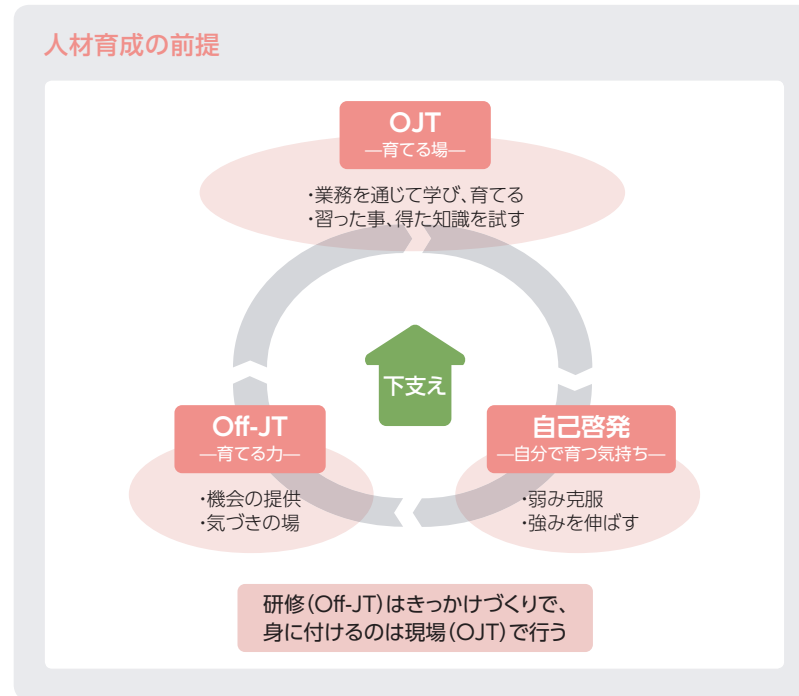 人材育成の前提
OJT
―育てる場―
・業務を通じて学び、育てる
・習った事、得た知識を試す
下支え
Off-JT
―育てる力―
・機会の提供
・気づきの場
自己啓発
―自分で育つ気持ち―
・弱み克服
・強みを伸ばす
研修(Off-JT)はきっかけづくりで、
身に付けるのは現場(OJT)で行う